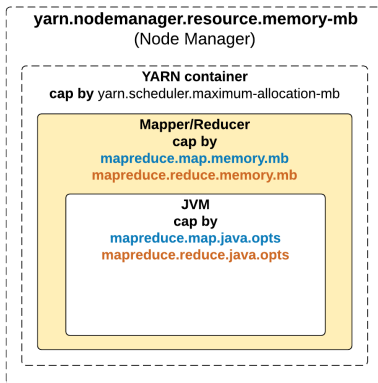 yarn.nodemanager.resource.memory-mb
(Node Manager)
YARN container
cap by yarn.scheduler.maximum-allocation-mb
Mapper/Reducer
cap by
mapreduce.map.memory.mb
mapreduce.reduce.memory.mb
JVM
cap by
mapreduce.map.java.opts
mapreduce.reduce.java.opts